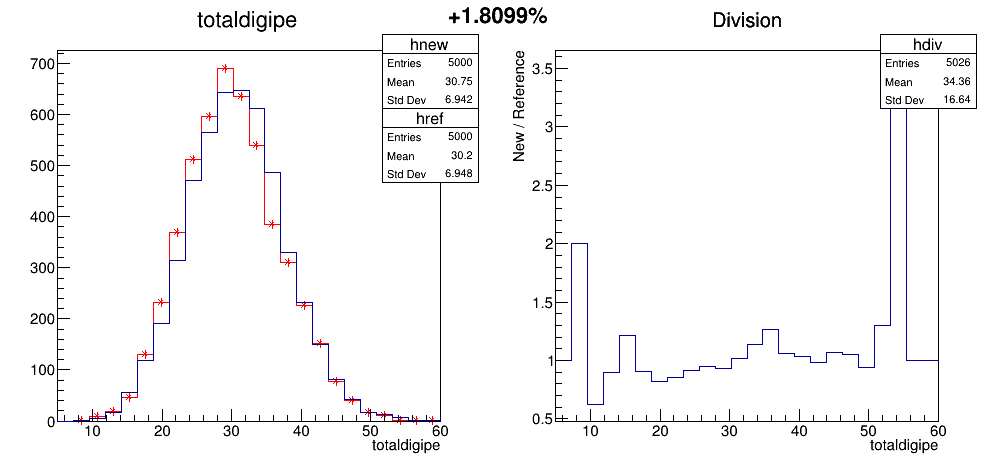 +1.8099%
totaldigipe
hnew
Entries 5000
Mean 30.75
Std Dev 6.942
href
Entries 5000
Mean 30.2
Std Dev 6.948
700
600
500
400
300
200
100
0
10 20 30 40 50 60
totaldigipe
Division
hdiv
Entries 5026
Mean 34.36
Std Dev 16.64
New / Reference
3.5
3
2.5
2
1.5
1
0.5
10 20 30 40 50 60
totaldigipe